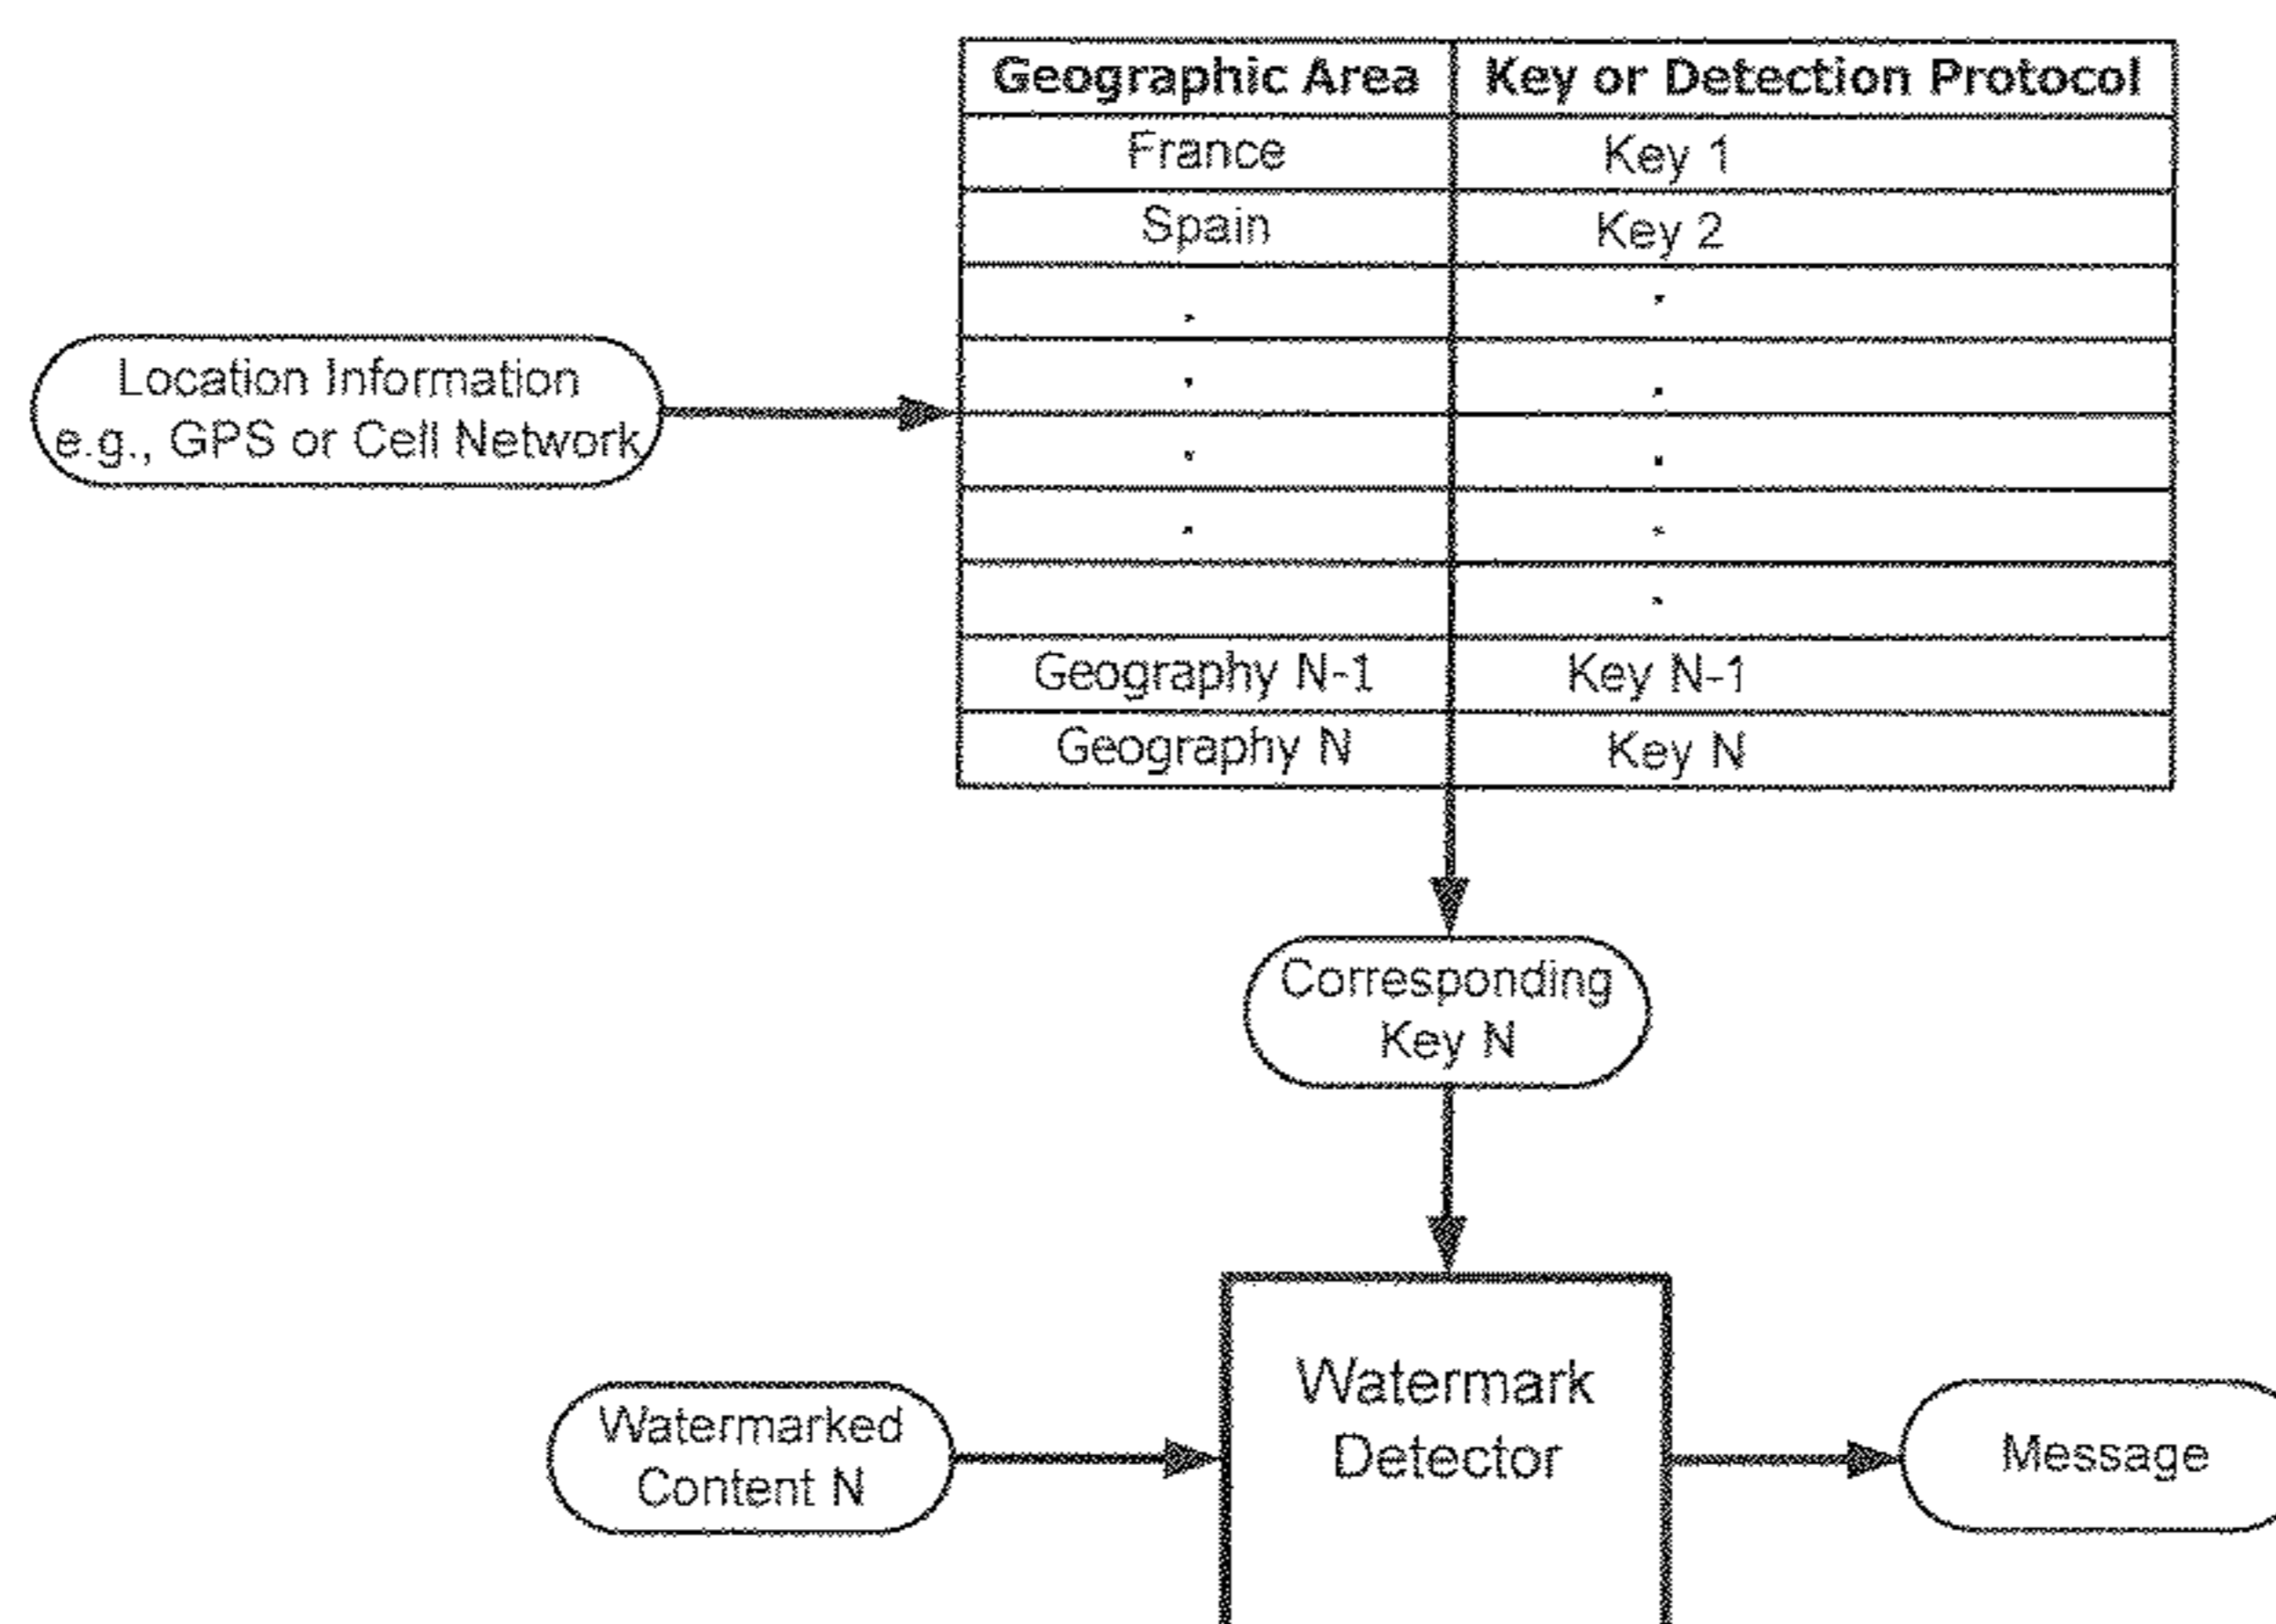 Geographic Area Key or Detection Protocol
France Key 1
Spain Key 2
. .
Location Information
. .
e.g., GPS or Cell Network
. .
. .
.
Geography N-1 Key N-1
Geography N Key N
Corresponding
Key N
Watermark
Detector
Watermarked
Content N
Message